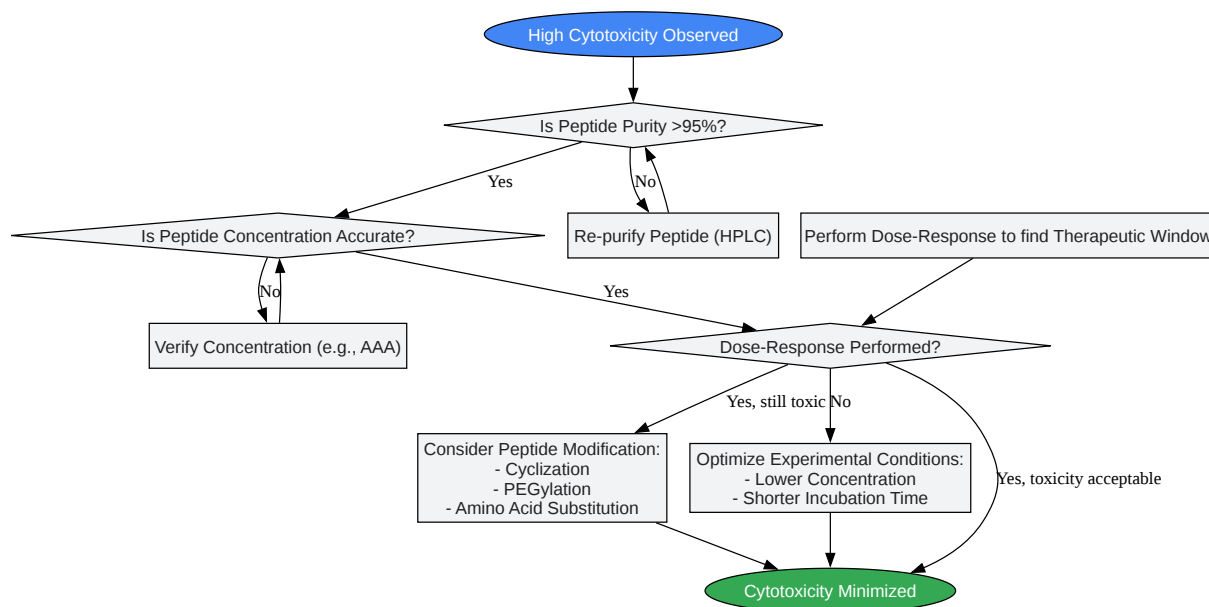 High Cytotoxicity Observed
Is Peptide Purity >95%?
Yes
No
Is Peptide Concentration Accurate?
Re-purify Peptide (HPLC)
Perform Dose-Response to find Therapeutic Window
No
Yes
Verify Concentration (e.g., AAA)
Dose-Response Performed?
Yes, still toxic
No
Yes, toxicity acceptable
Consider Peptide Modification:
- Cyclization
- PEGylation
- Amino Acid Substitution
Optimize Experimental Conditions:
- Lower Concentration
- Shorter Incubation Time
Cytotoxicity Minimized